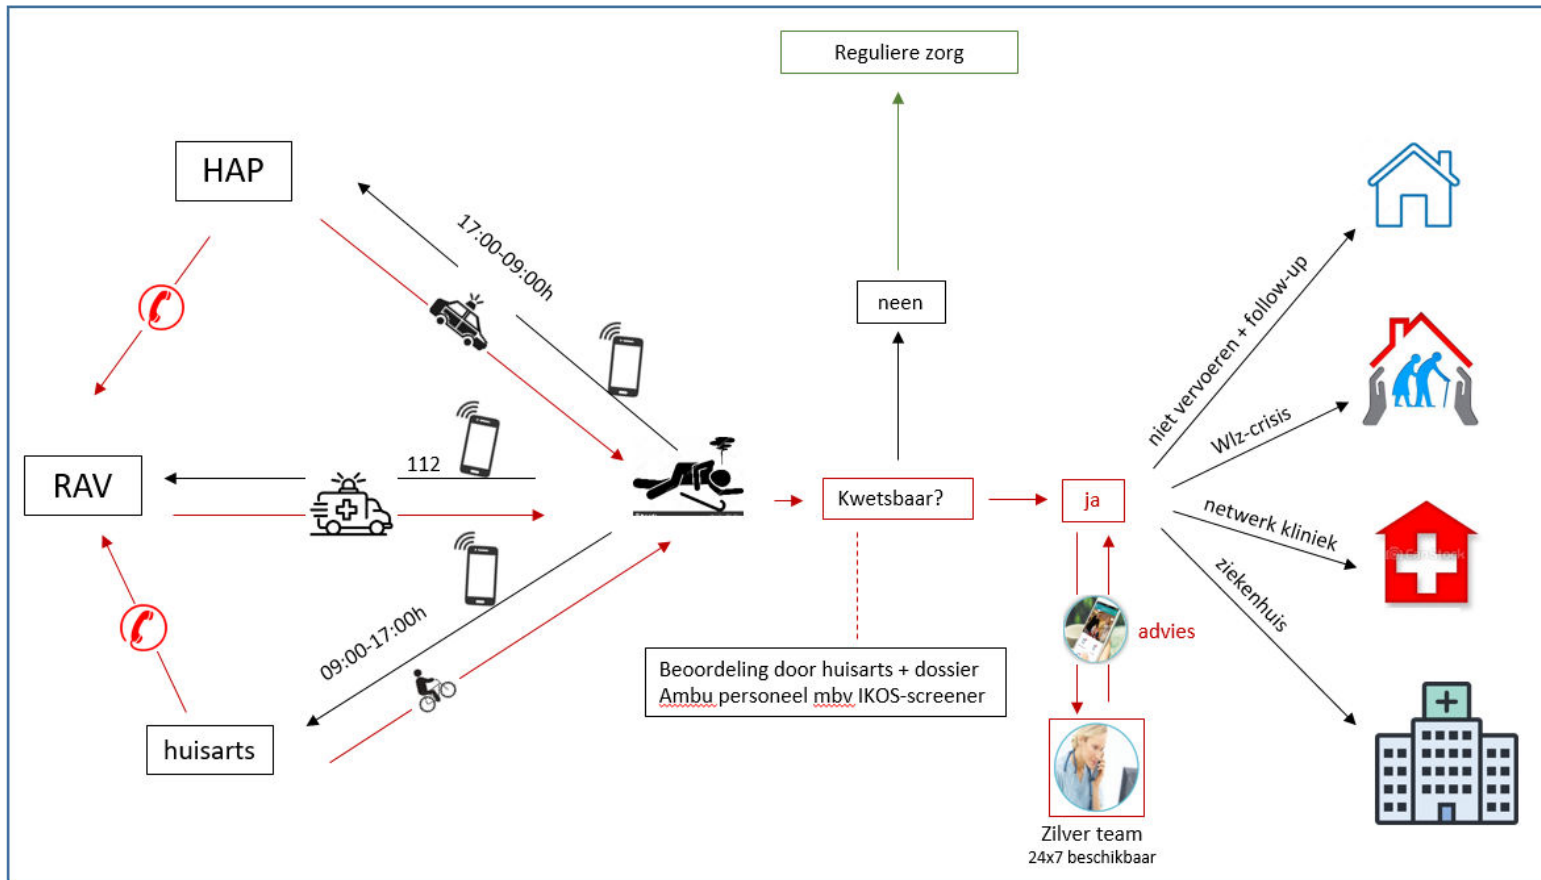 Reguliere zorg
HAP
17:00-09:00h
neen
niet vervoeren + follow-up
Wlz-crisis
112
RAV
Kwetsbaar?
ja
netwerk kliniek
ziekenhuis
09:00-17:00h
advies
Beoordeling door huisarts + dossier
Ambu personeel mbv IKOS-screener
huisarts
Zilver team
24x7 beschikbaar